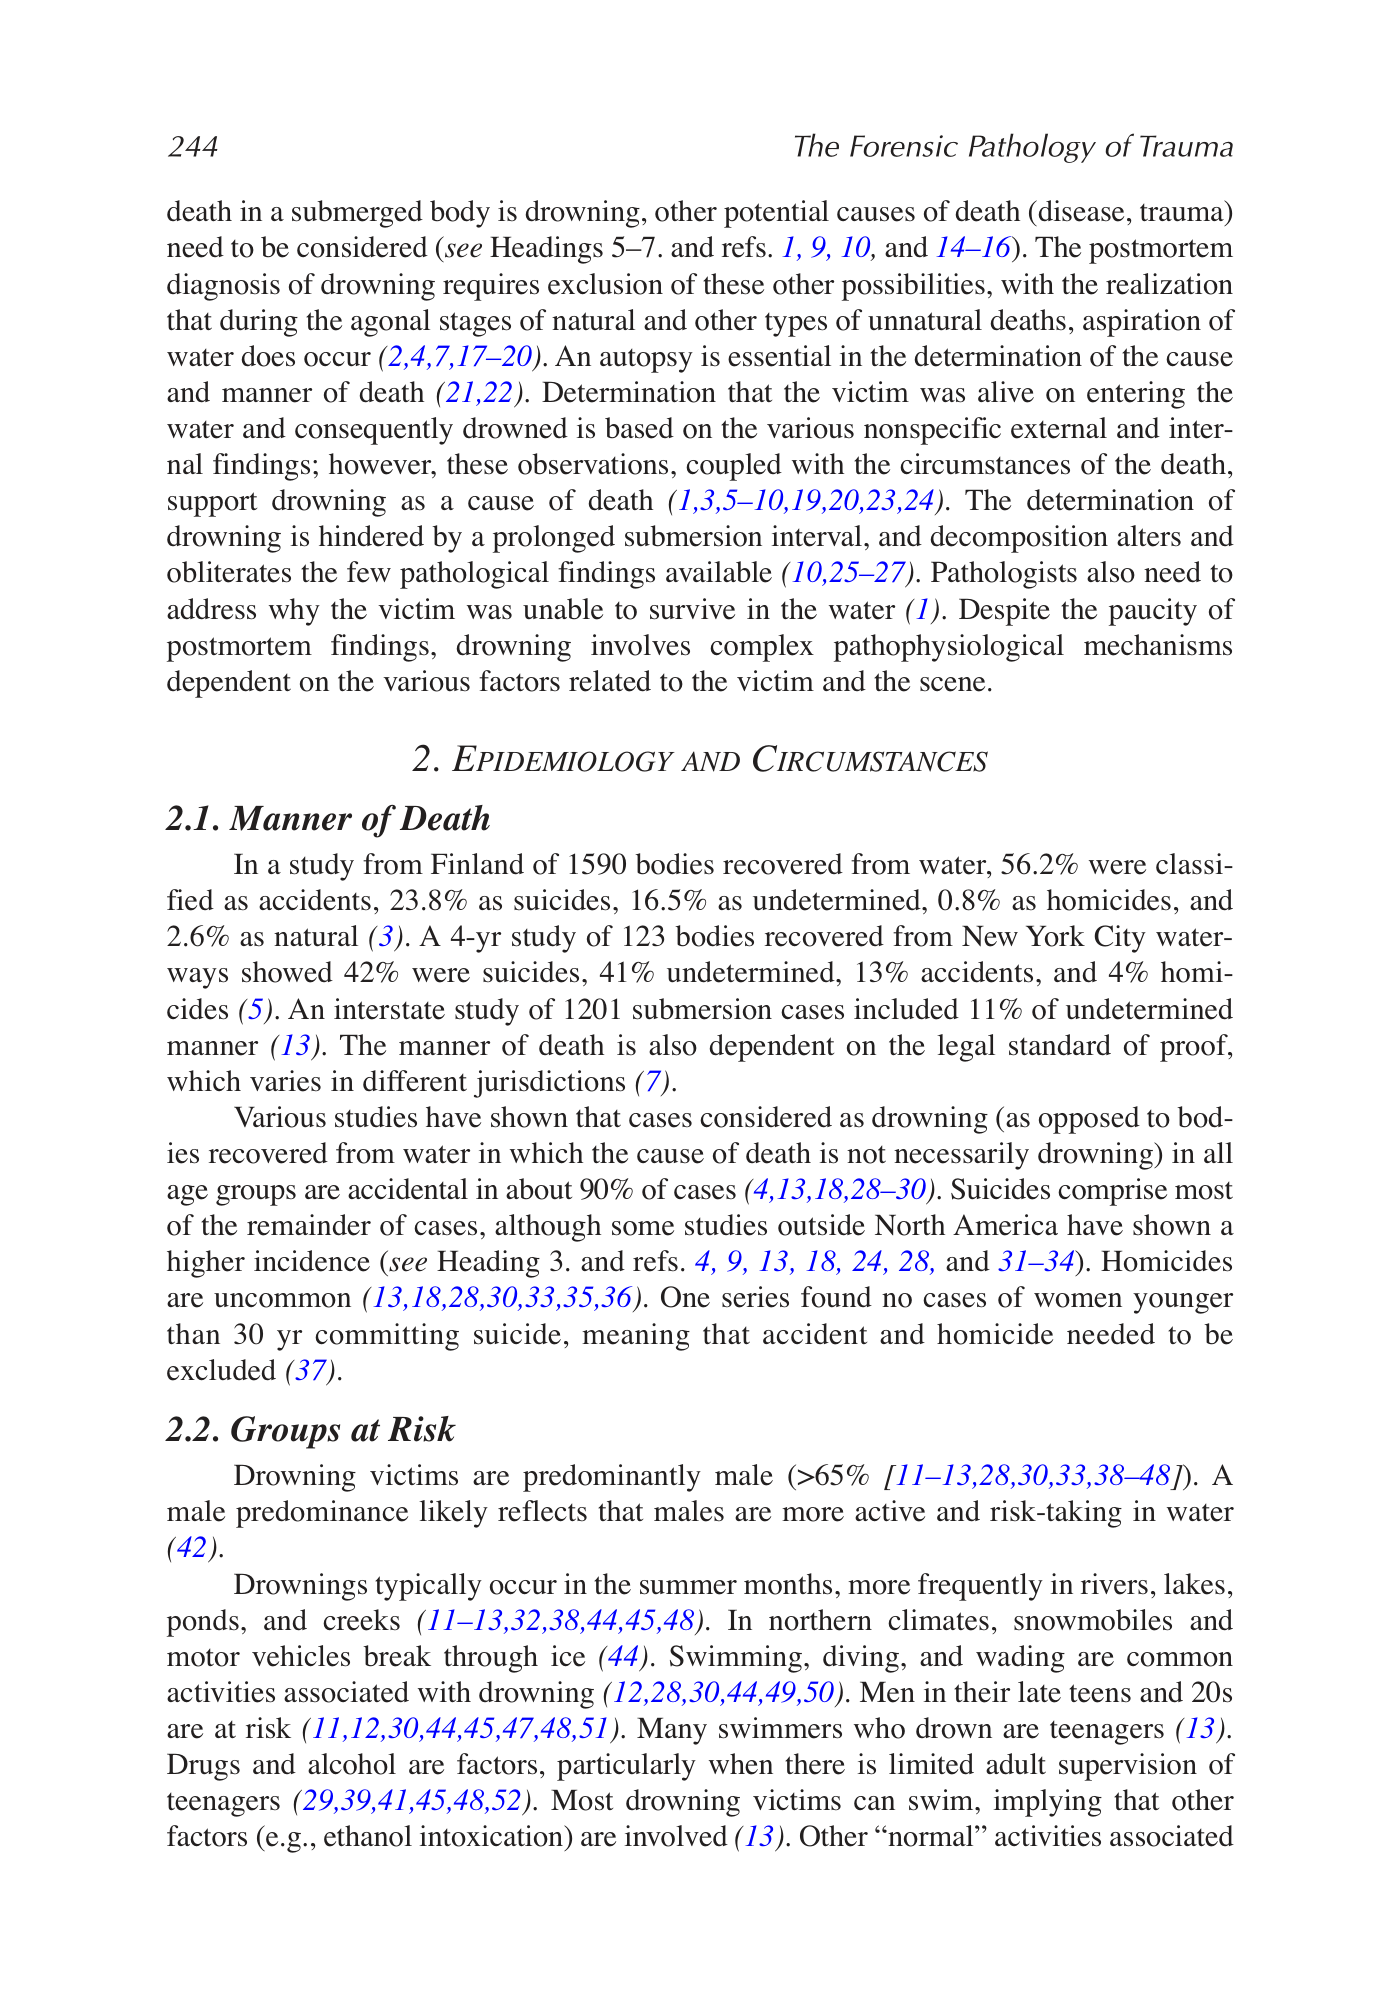 244
The Forensic Pathology of Trauma
death in a submerged body is drowning, other potential causes of death (disease, trauma)
need to be considered (see Headings 5–7. and refs. 1, 9, 10, and 14–16). The postmortem
diagnosis of drowning requires exclusion of these other possibilities, with the realization
that during the agonal stages of natural and other types of unnatural deaths, aspiration of
water does occur (2,4,7,17–20). An autopsy is essential in the determination of the cause
and manner of death (21,22). Determination that the victim was alive on entering the
water and consequently drowned is based on the various nonspecific external and inter-
nal findings; however, these observations, coupled with the circumstances of the death,
support drowning as a cause of death (1,3,5–10,19,20,23,24). The determination of
drowning is hindered by a prolonged submersion interval, and decomposition alters and
obliterates the few pathological findings available (10,25–27). Pathologists also need to
address why the victim was unable to survive in the water (1). Despite the paucity of
postmortem findings, drowning involves complex pathophysiological mechanisms
dependent on the various factors related to the victim and the scene.
2. EPIDEMIOLOGY AND CIRCUMSTANCES
2.1. Manner of Death
In a study from Finland of 1590 bodies recovered from water, 56.2% were classi-
fied as accidents, 23.8% as suicides, 16.5% as undetermined, 0.8% as homicides, and
2.6% as natural (3). A 4-yr study of 123 bodies recovered from New York City water-
ways showed 42% were suicides, 41% undetermined, 13% accidents, and 4% homi-
cides (5). An interstate study of 1201 submersion cases included 11% of undetermined
manner (13). The manner of death is also dependent on the legal standard of proof,
which varies in different jurisdictions (7).
Various studies have shown that cases considered as drowning (as opposed to bod-
ies recovered from water in which the cause of death is not necessarily drowning) in all
age groups are accidental in about 90% of cases (4,13,18,28–30). Suicides comprise most
of the remainder of cases, although some studies outside North America have shown a
higher incidence (see Heading 3. and refs. 4, 9, 13, 18, 24, 28, and 31–34). Homicides
are uncommon (13,18,28,30,33,35,36). One series found no cases of women younger
than 30 yr committing suicide, meaning that accident and homicide needed to be
excluded (37).
2.2. Groups at Risk
Drowning victims are predominantly male (>65% [11–13,28,30,33,38–48]). A
male predominance likely reflects that males are more active and risk-taking in water
(42).
Drownings typically occur in the summer months, more frequently in rivers, lakes,
ponds, and creeks (11–13,32,38,44,45,48). In northern climates, snowmobiles and
motor vehicles break through ice (44). Swimming, diving, and wading are common
activities associated with drowning (12,28,30,44,49,50). Men in their late teens and 20s
are at risk (11,12,30,44,45,47,48,51). Many swimmers who drown are teenagers (13).
Drugs and alcohol are factors, particularly when there is limited adult supervision of
teenagers (29,39,41,45,48,52). Most drowning victims can swim, implying that other
factors (e.g., ethanol intoxication) are involved (13). Other “normal” activities associated